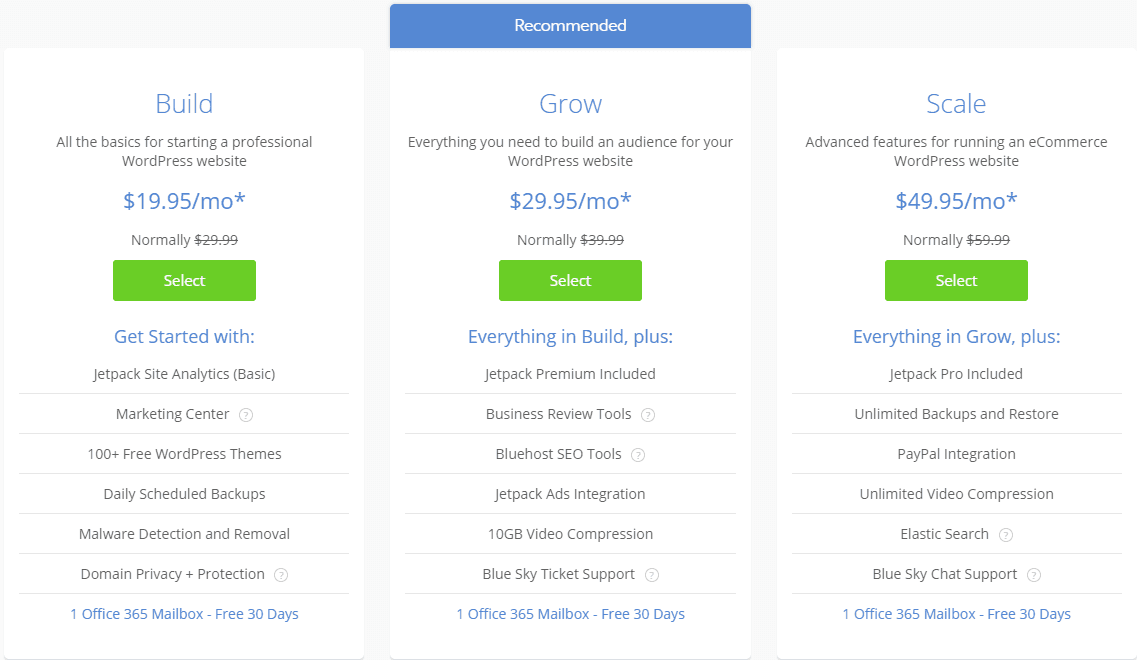 Recommended
Build
All the basics for starting a professional
WordPress website
$19.95/mo*
Normally $29.99
Select
Get Started with:
Jetpack Site Analytics (Basic)
Marketing Center ?
100+ Free WordPress Themes
Daily Scheduled Backups
Malware Detection and Removal
Domain Privacy + Protection ?
1 Office 365 Mailbox - Free 30 Days
Grow
Everything you need to build an audience for your
WordPress website
$29.95/mo*
Normally $39.99
Select
Everything in Build, plus:
Jetpack Premium Included
Business Review Tools ?
Bluehost SEO Tools ?
Jetpack Ads Integration
10GB Video Compression
Blue Sky Ticket Support ?
1 Office 365 Mailbox - Free 30 Days
Scale
Advanced features for running an eCommerce
WordPress website
$49.95/mo*
Normally $59.99
Select
Everything in Grow, plus:
Jetpack Pro Included
Unlimited Backups and Restore
PayPal Integration
Unlimited Video Compression
Elastic Search ?
Blue Sky Chat Support ?
1 Office 365 Mailbox - Free 30 Days